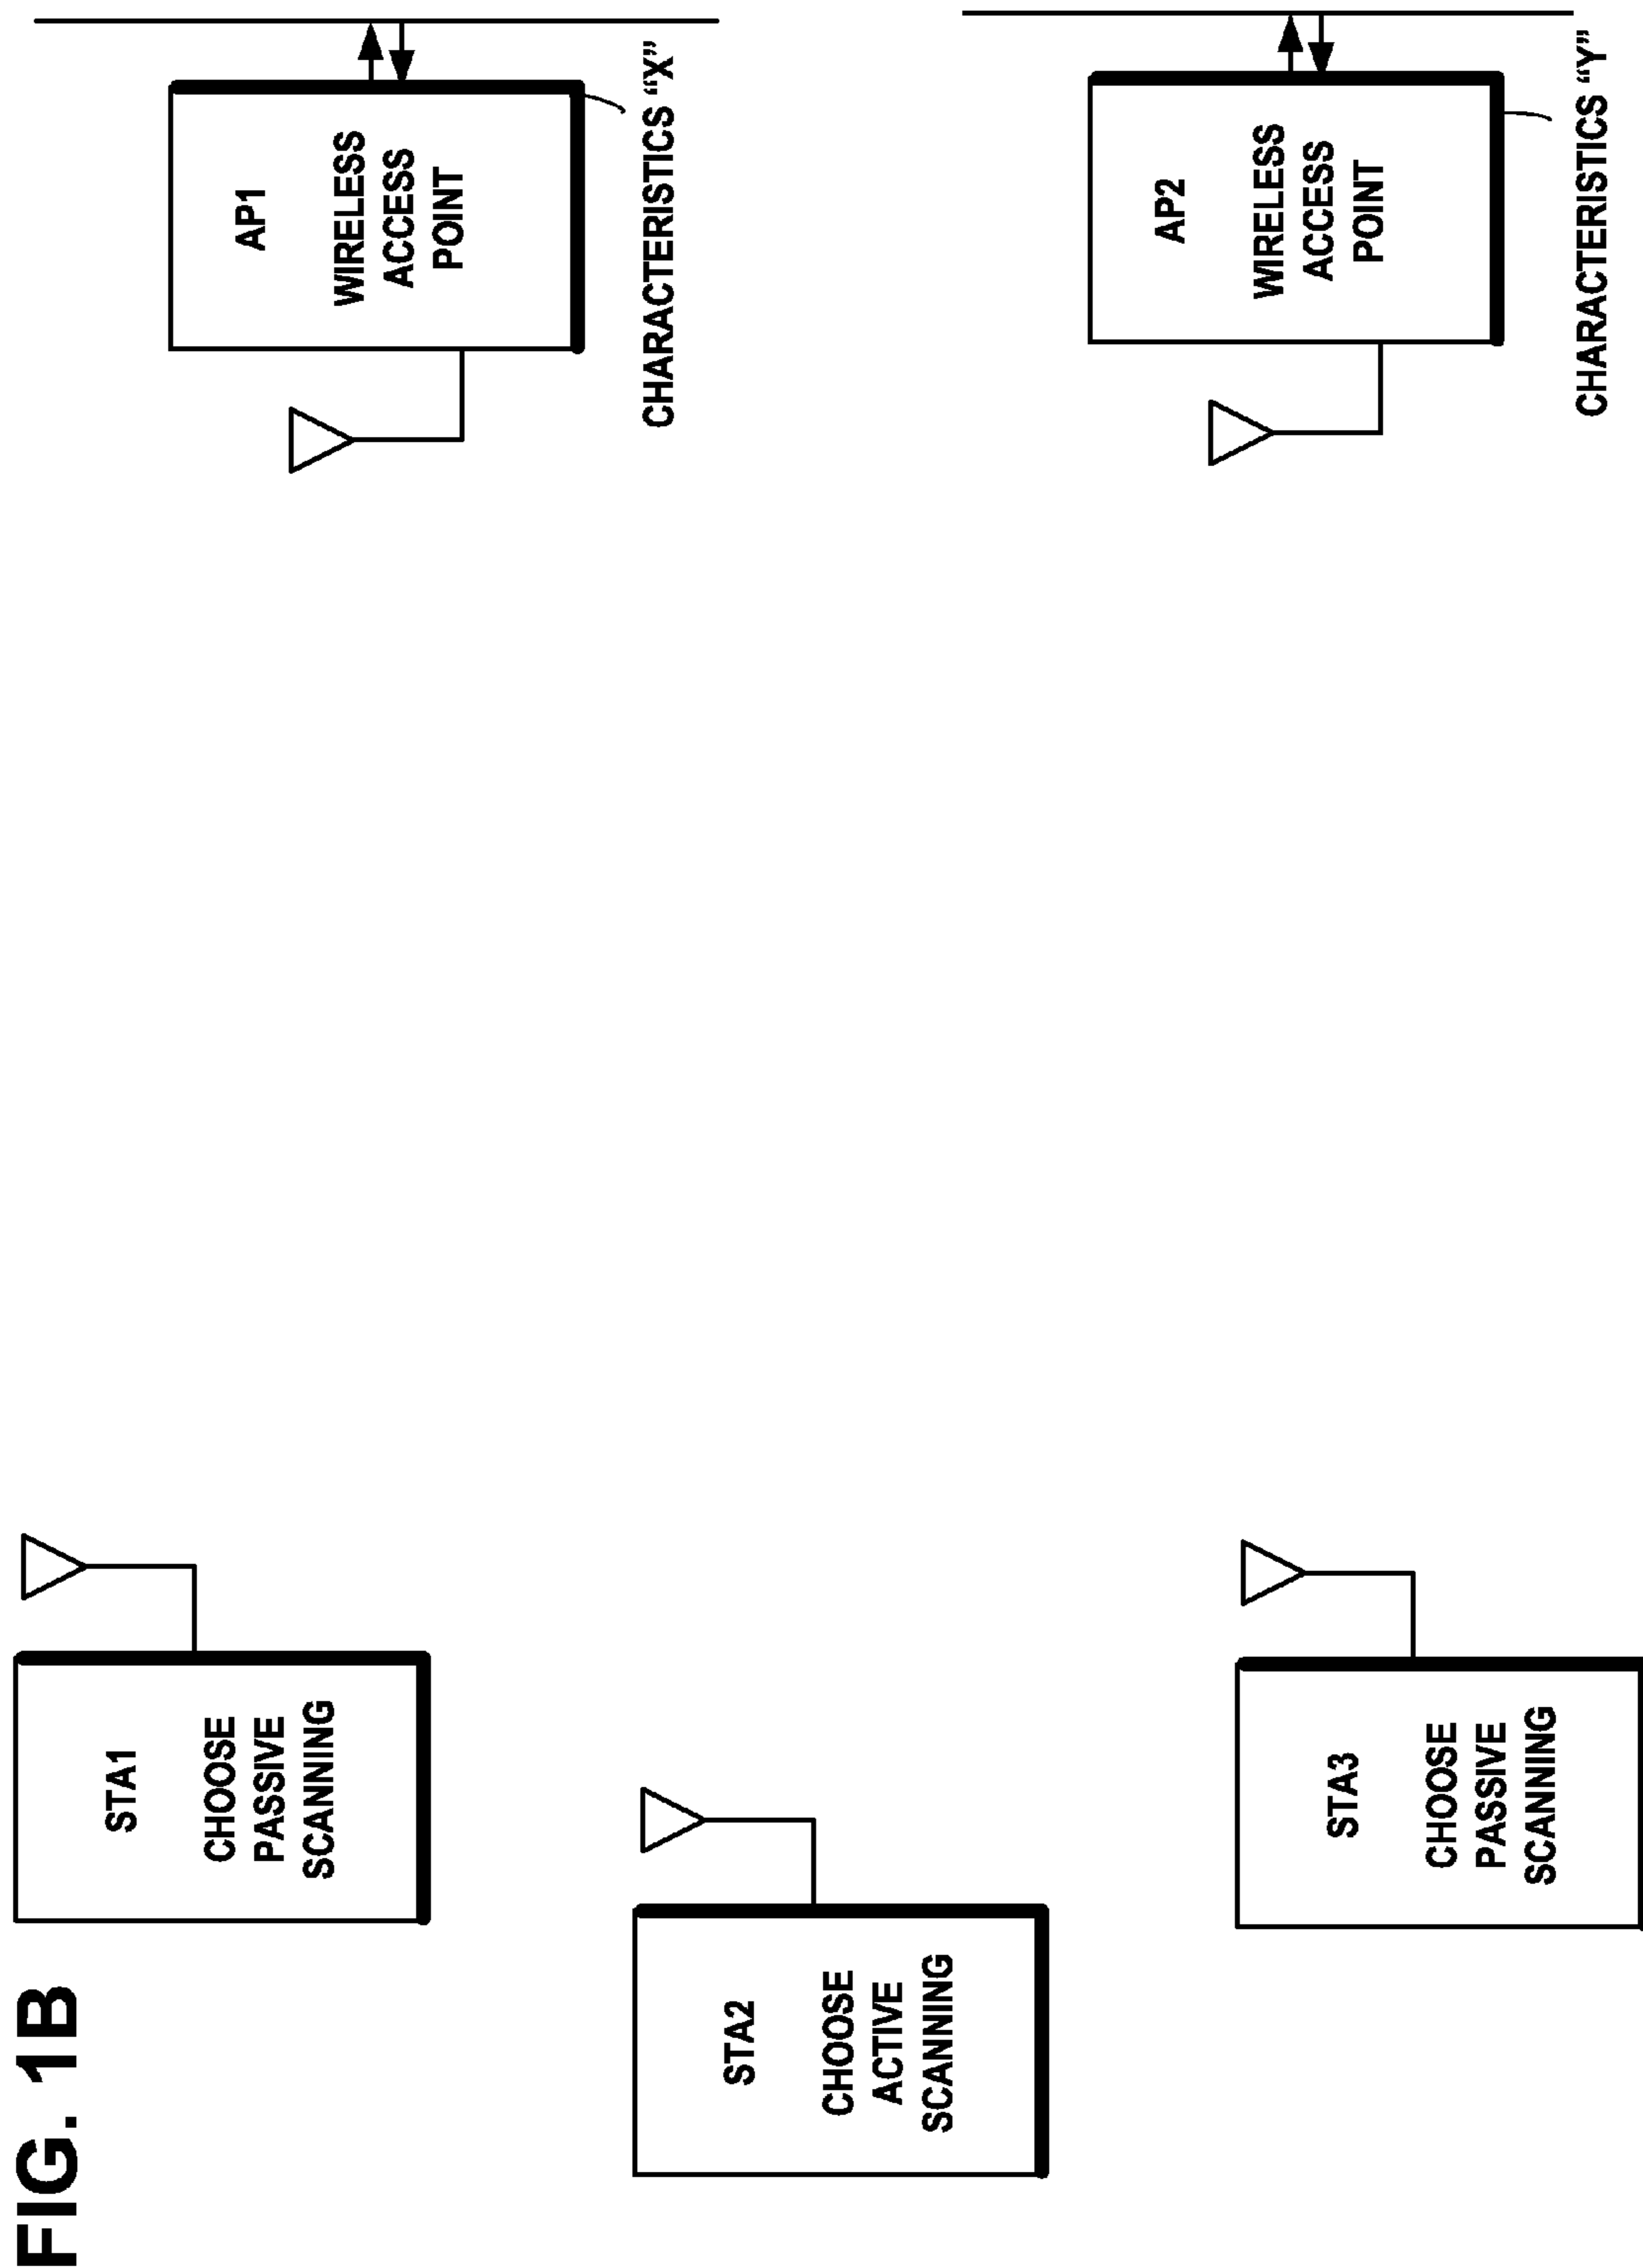 FIG. 1B
STA1
CHOOSE
PASSIVE
SCANNING
STA2
CHOOSE
ACTIVE
SCANNING
STA3
CHOOSE
PASSIVE
SCANNING
AP1
WIRELESS
ACCESS
POINT
CHARACTERISTICS “X”
AP2
WIRELESS
ACCESS
POINT
CHARACTERISTICS “Y”